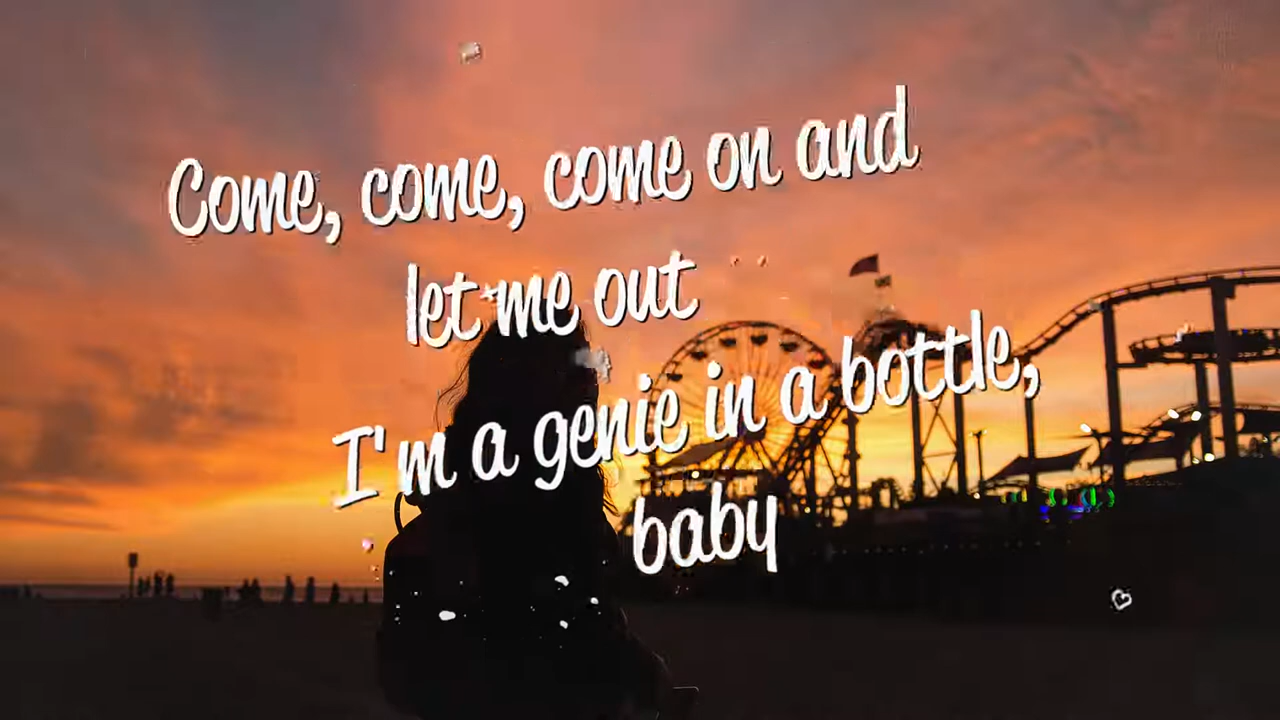 Come, come, come on and
let me out
I'm a genie in a bottle,
baby